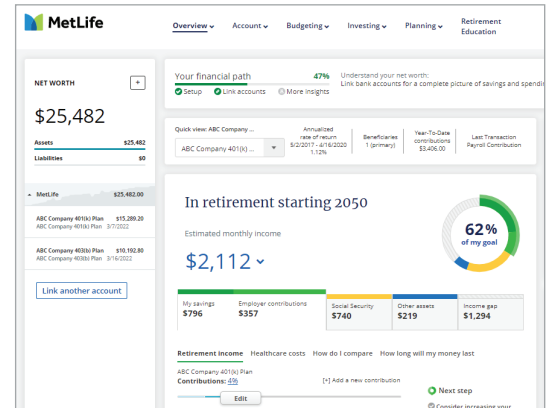 MetLife
Overview Account Budgeting Investing Planning Retirement Education
NET WORTH +
$25,482
Assets $25,482
Liabilities $0
MetLife $25,482.00
ABC Company 401(k) Plan $15,289.20
ABC Company 401(k) Plan 3/7/2022
ABC Company 403(b) Plan $10,192.80
ABC Company 403(b) Plan 3/16/2022
Link another account
Your financial path 47%
Setup Link accounts More insights
Understand your net worth:
Link bank accounts for a complete picture of savings and
Quick view: ABC Company ...
ABC Company 401(k) ...
Annualized
rate of return
5/2/2017 - 4/16/2020
1.12%
Beneficiaries
1 (primary)
Year-To-Date
contributions
$3,406.00
Last Transaction
Payroll Contribution
In retirement starting 2050
Estimated monthly income
$2,112
62%
of my goal
My savings
$796
Employer contributions
$357
Social Security
$740
Other assets
$219
Income gap
$1,294
Retirement income Healthcare costs How do I compare How long will my money last
ABC Company 401(k) Plan
Contributions: 4%
[+] Add a new contribution
Edit
Next step
Consider increasing your